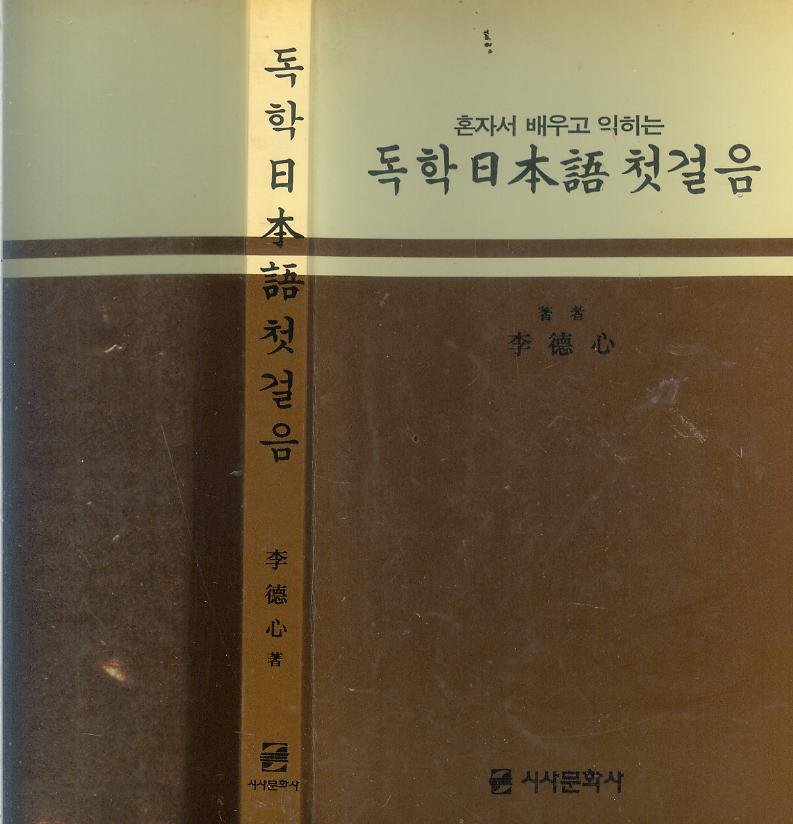 독학日本語첫걸음
李德心著
시사문화사
혼자서 배우고 익히는
독학日本語첫걸음
著者
李德心
시사문화사